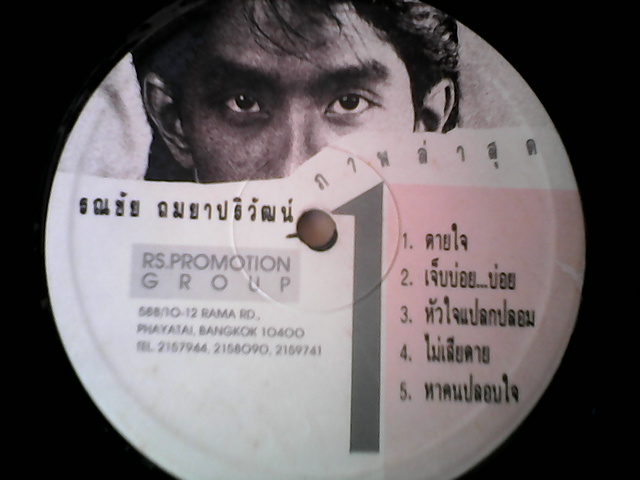 ภาพล่าสุด
รณชัย ถมยาปริวัฒน์
RS.PROMOTION
GROUP
588/10-12 RAMA RD.,
PHAYATAI, BANGKOK 10400
TEL. 2157944, 2158090, 2159741
1
1. ตายใจ
2. เจ็บบ่อย...บ่อย
3. หัวใจแปลกปลอม
4. ไม่เสียดาย
5. หาคนปลอบใจ